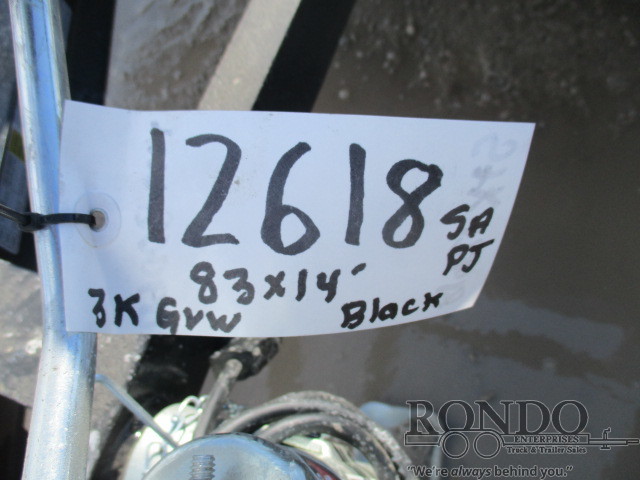 12618
SA
PJ
83x14'
3K GVW
Black
RONDO
ENTERPRISES
Truck & Trailer Sales
"We're always behind you."